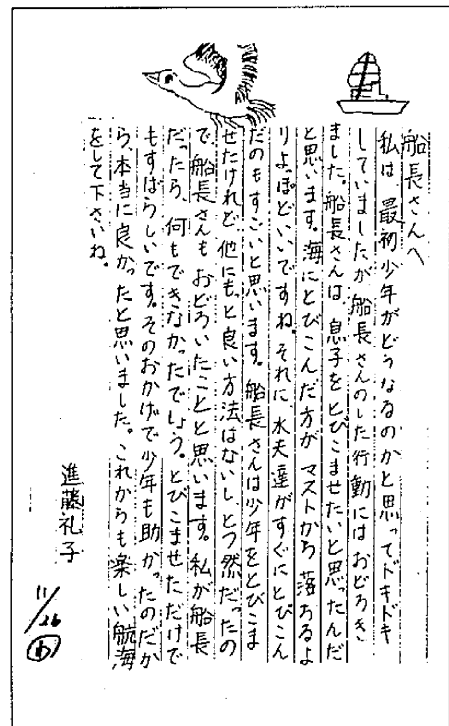 船長さんへ
私は、最初少年がどうなるのかと思ってドキドキ
していましたが船長さんのした行動にはおどろき
ました。船長さんは、息子をとびこませたいと思ったんだ
と思います。海にとびこんだ方がマストから落ちるよ
りよっぽどいいですね。それに、水夫達がすぐにとびこん
だのもすごいと思います。船長さんは少年をとびこま
せたけれど、他にもっと良い方法はないしとつ然だったの
で、船長さんもおどろいたことと思います。私が船長
だったら、何もできなかったでしょう。とびこませただけで
もすばらしいです。そのおかげで少年も助かったのだか
ら、本当に良かったと思いました。これからも楽しい航海
をして下さいね。
進藤礼子
11/26